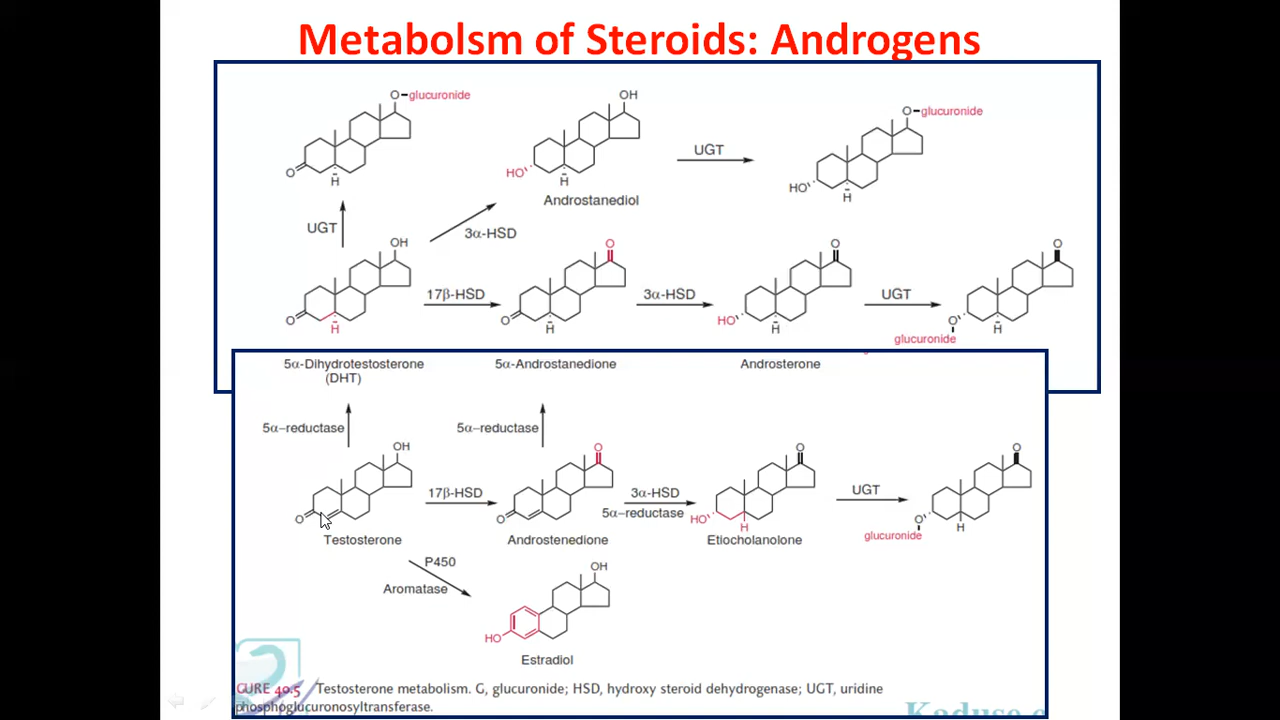 Metabolsm of Steroids: Androgens
O-glucuronide
OH
O-glucuronide
O
H
HO
H
Androstanediol
UGT
HO
H
UGT
3α-HSD
OH
O
O
O
O
H
17β-HSD
O
H
3α-HSD
HO
H
UGT
O
H
glucuronide
5α-Dihydrotestosterone
(DHT)
5α-Androstanedione
Androsterone
5α-reductase
5α-reductase
OH
O
O
O
O
17β-HSD
O
3α-HSD
5α-reductase
HO
H
UGT
O
H
glucuronide
Testosterone
Androstenedione
Etiocholanolone
P450
Aromatase
OH
HO
Estradiol
GURE 40.5 Testosterone metabolism. G, glucuronide; HSD, hydroxy steroid dehydrogenase; UGT, uridine
phosphoglucuronosyltransferase.